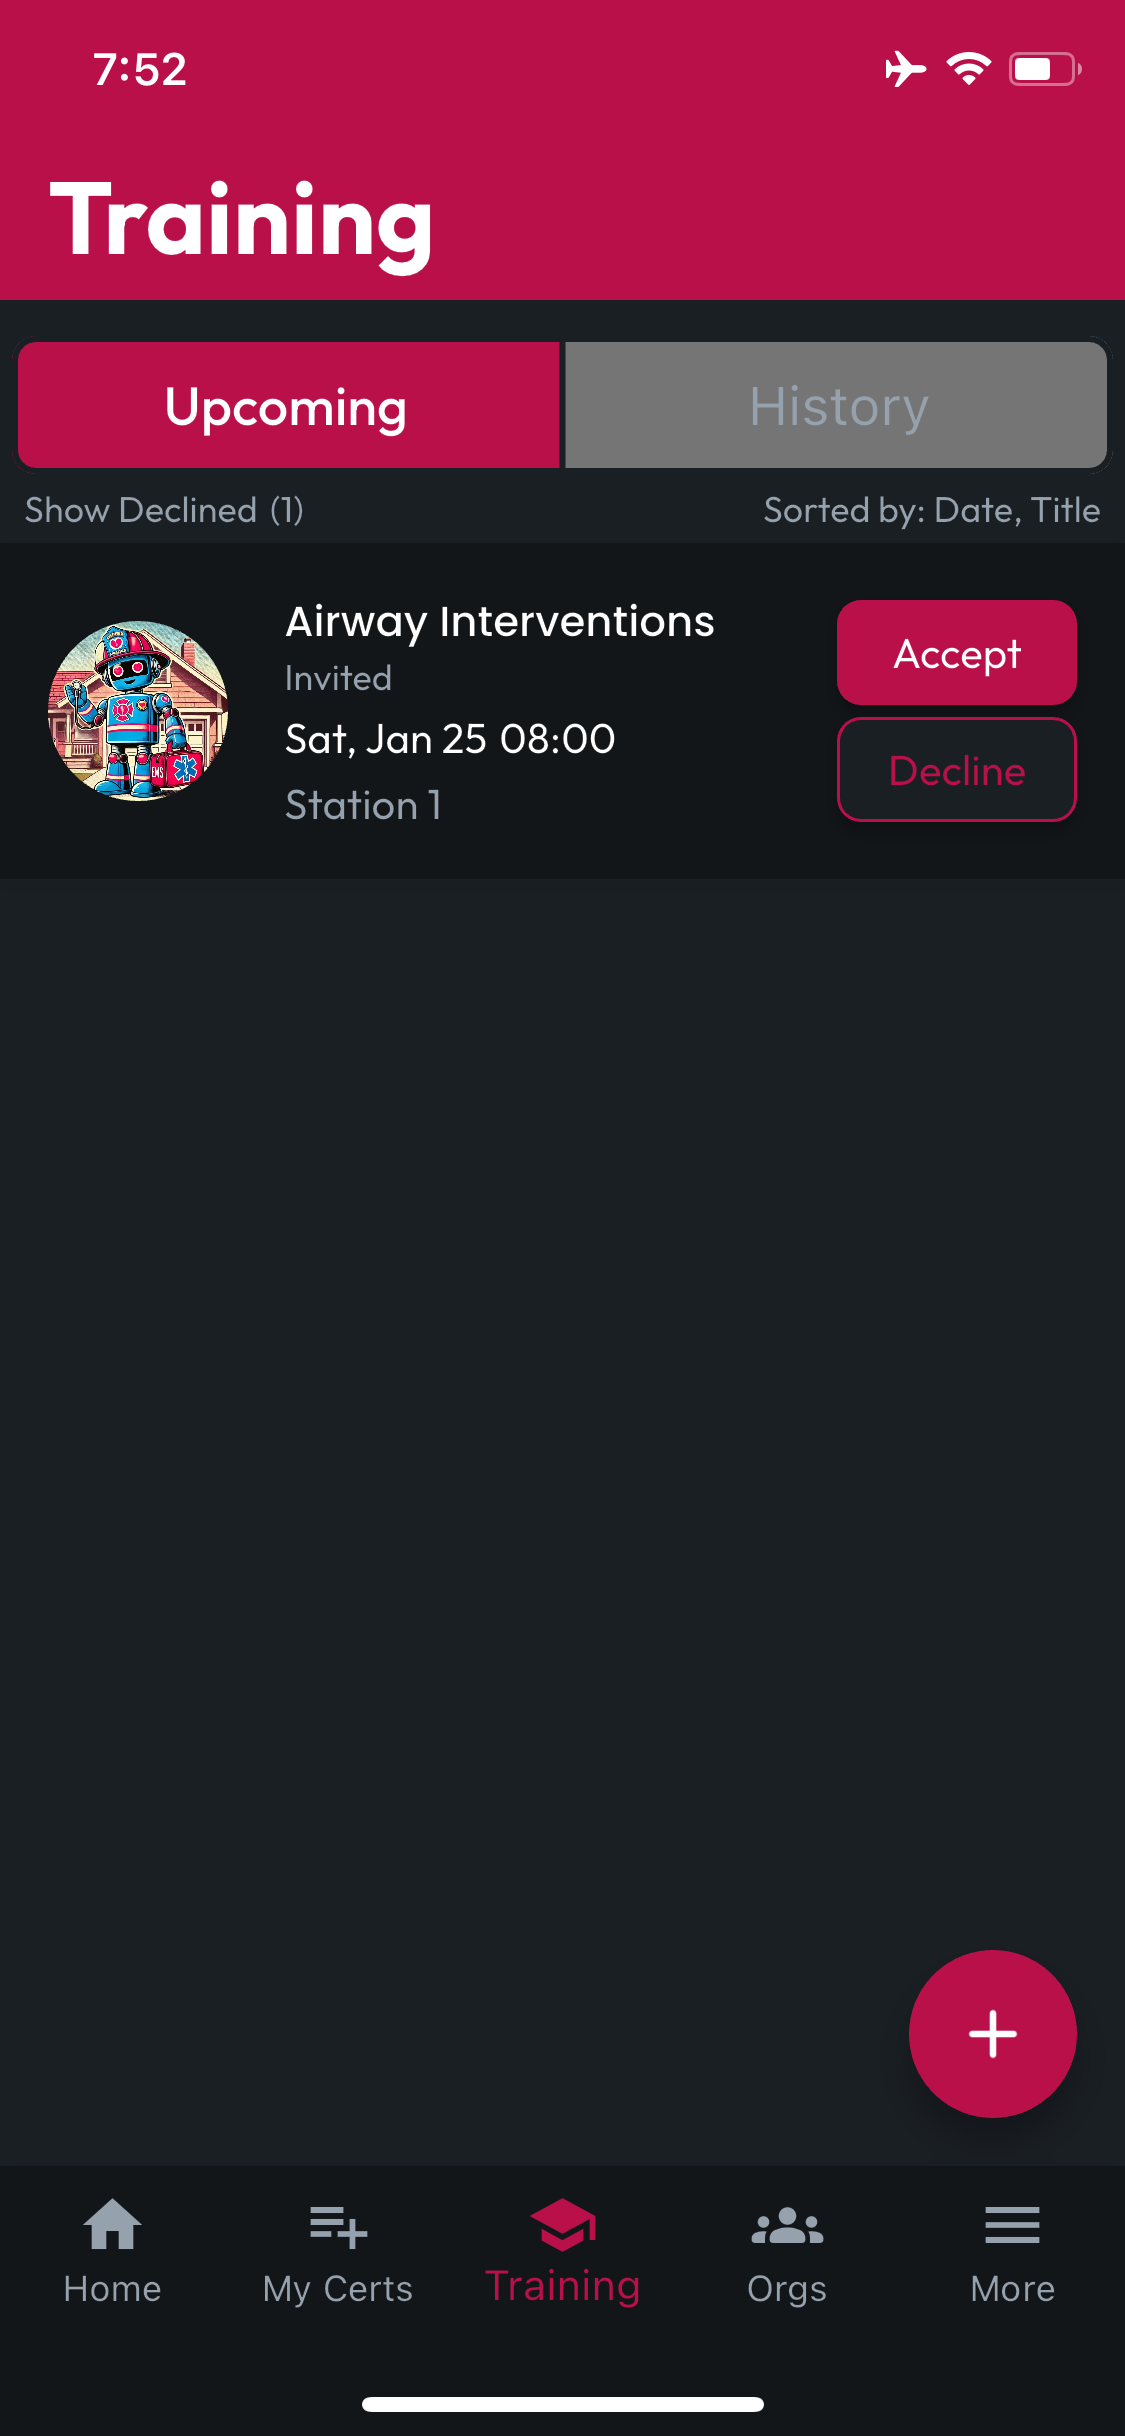 7:52
Training
Upcoming
History
Show Declined (1)
Sorted by: Date, Title
Airway Interventions
Invited
Sat, Jan 25 08:00
Station 1
Accept
Decline
EMS
Home
My Certs
Training
Orgs
More